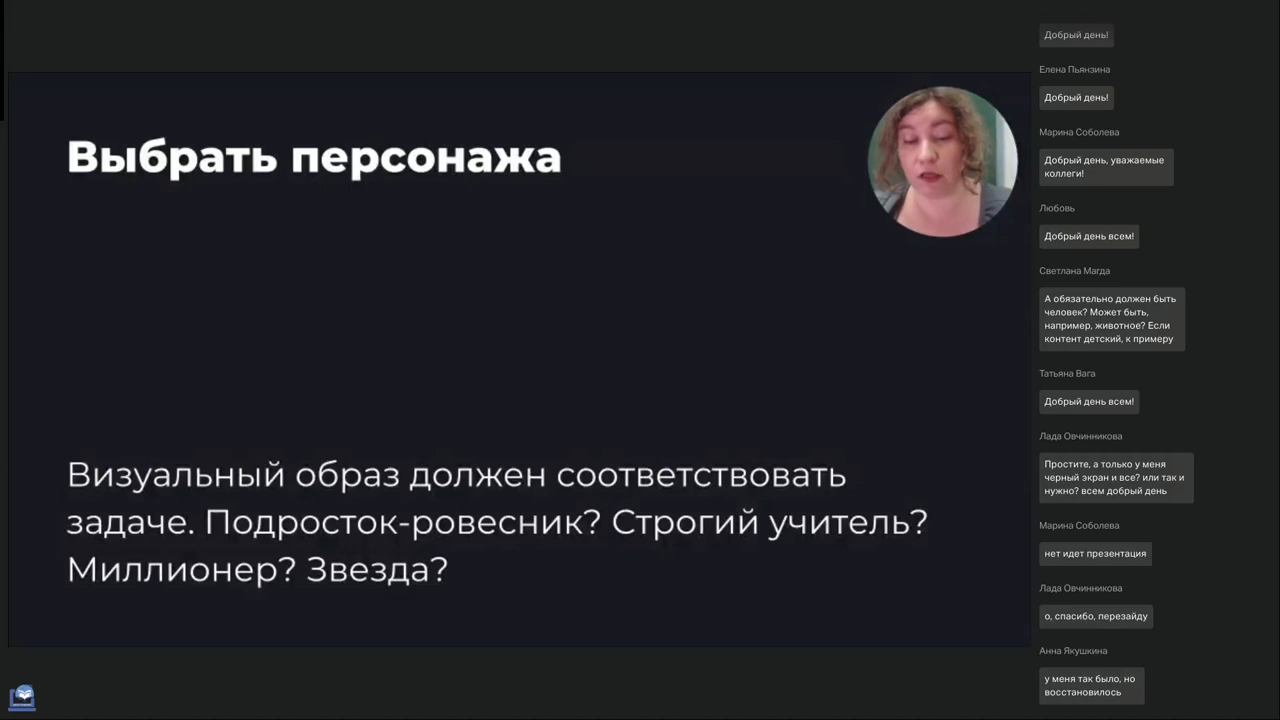 Выбрать персонажа
Визуальный образ должен соответствовать
задаче. Подросток-ровесник? Строгий учитель?
Миллионер? Звезда?
Добрый день!
Елена Пьянзина
Добрый день!
Марина Соболева
Добрый день, уважаемые
коллеги!
Любовь
Добрый день всем!
Светлана Магда
А обязательно должен быть
человек? Может быть,
например, животное? Если
контент детский, к примеру
Татьяна Вага
Добрый день всем!
Лада Овчинникова
Простите, а только у меня
черный экран и все? или так и
нужно? всем добрый день
Марина Соболева
нет идет презентация
Лада Овчинникова
о, спасибо, перезайду
Анна Якушкина
у меня так было, но
восстановилось